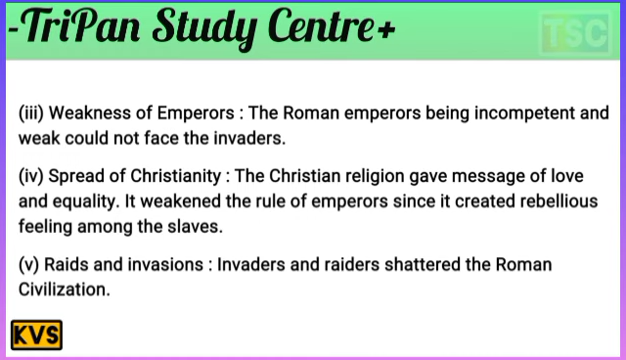 -TriPan Study Centre+
TSC
(iii) Weakness of Emperors : The Roman emperors being incompetent and
weak could not face the invaders.
(iv) Spread of Christianity : The Christian religion gave message of love
and equality. It weakened the rule of emperors since it created rebellious
feeling among the slaves.
(v) Raids and invasions : Invaders and raiders shattered the Roman
Civilization.
KVS